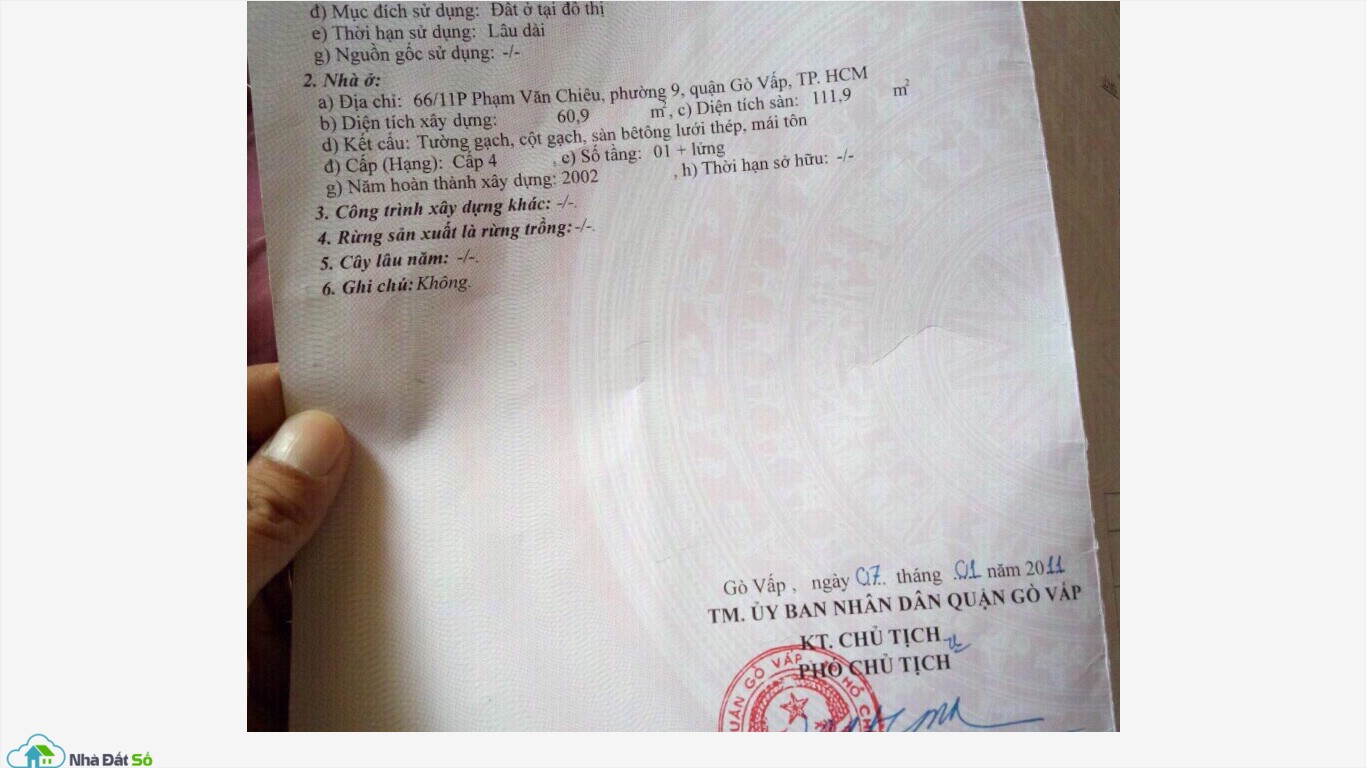 đ) Mục đích sử dụng: Đất ở tại đô thị
e) Thời hạn sử dụng: Lâu dài
g) Nguồn gốc sử dụng: -/-
2. Nhà ở:
a) Địa chỉ: 66/11P Phạm Văn Chiêu, phường 9, quận Gò Vấp, TP. HCM
b) Diện tích xây dựng: 60,9 m², c) Diện tích sàn: 111,9 m²
d) Kết cấu: Tường gạch, cột gạch, sàn bêtông lưới thép, mái tôn
đ) Cấp (Hạng): Cấp 4 , e) Số tầng: 01 + lửng
g) Năm hoàn thành xây dựng: 2002 , h) Thời hạn sở hữu: -/-
3. Công trình xây dựng khác: -/-.
4. Rừng sản xuất là rừng trồng: -/-.
5. Cây lâu năm: -/-.
6. Ghi chú: Không.
Gò Vấp , ngày 07 tháng 01 năm 2011
TM. ỦY BAN NHÂN DÂN QUẬN GÒ VẤP
KT. CHỦ TỊCH
PHÓ CHỦ TỊCH
QUẬN GÒ VẤP HỒ CH
Nhà Đất Số